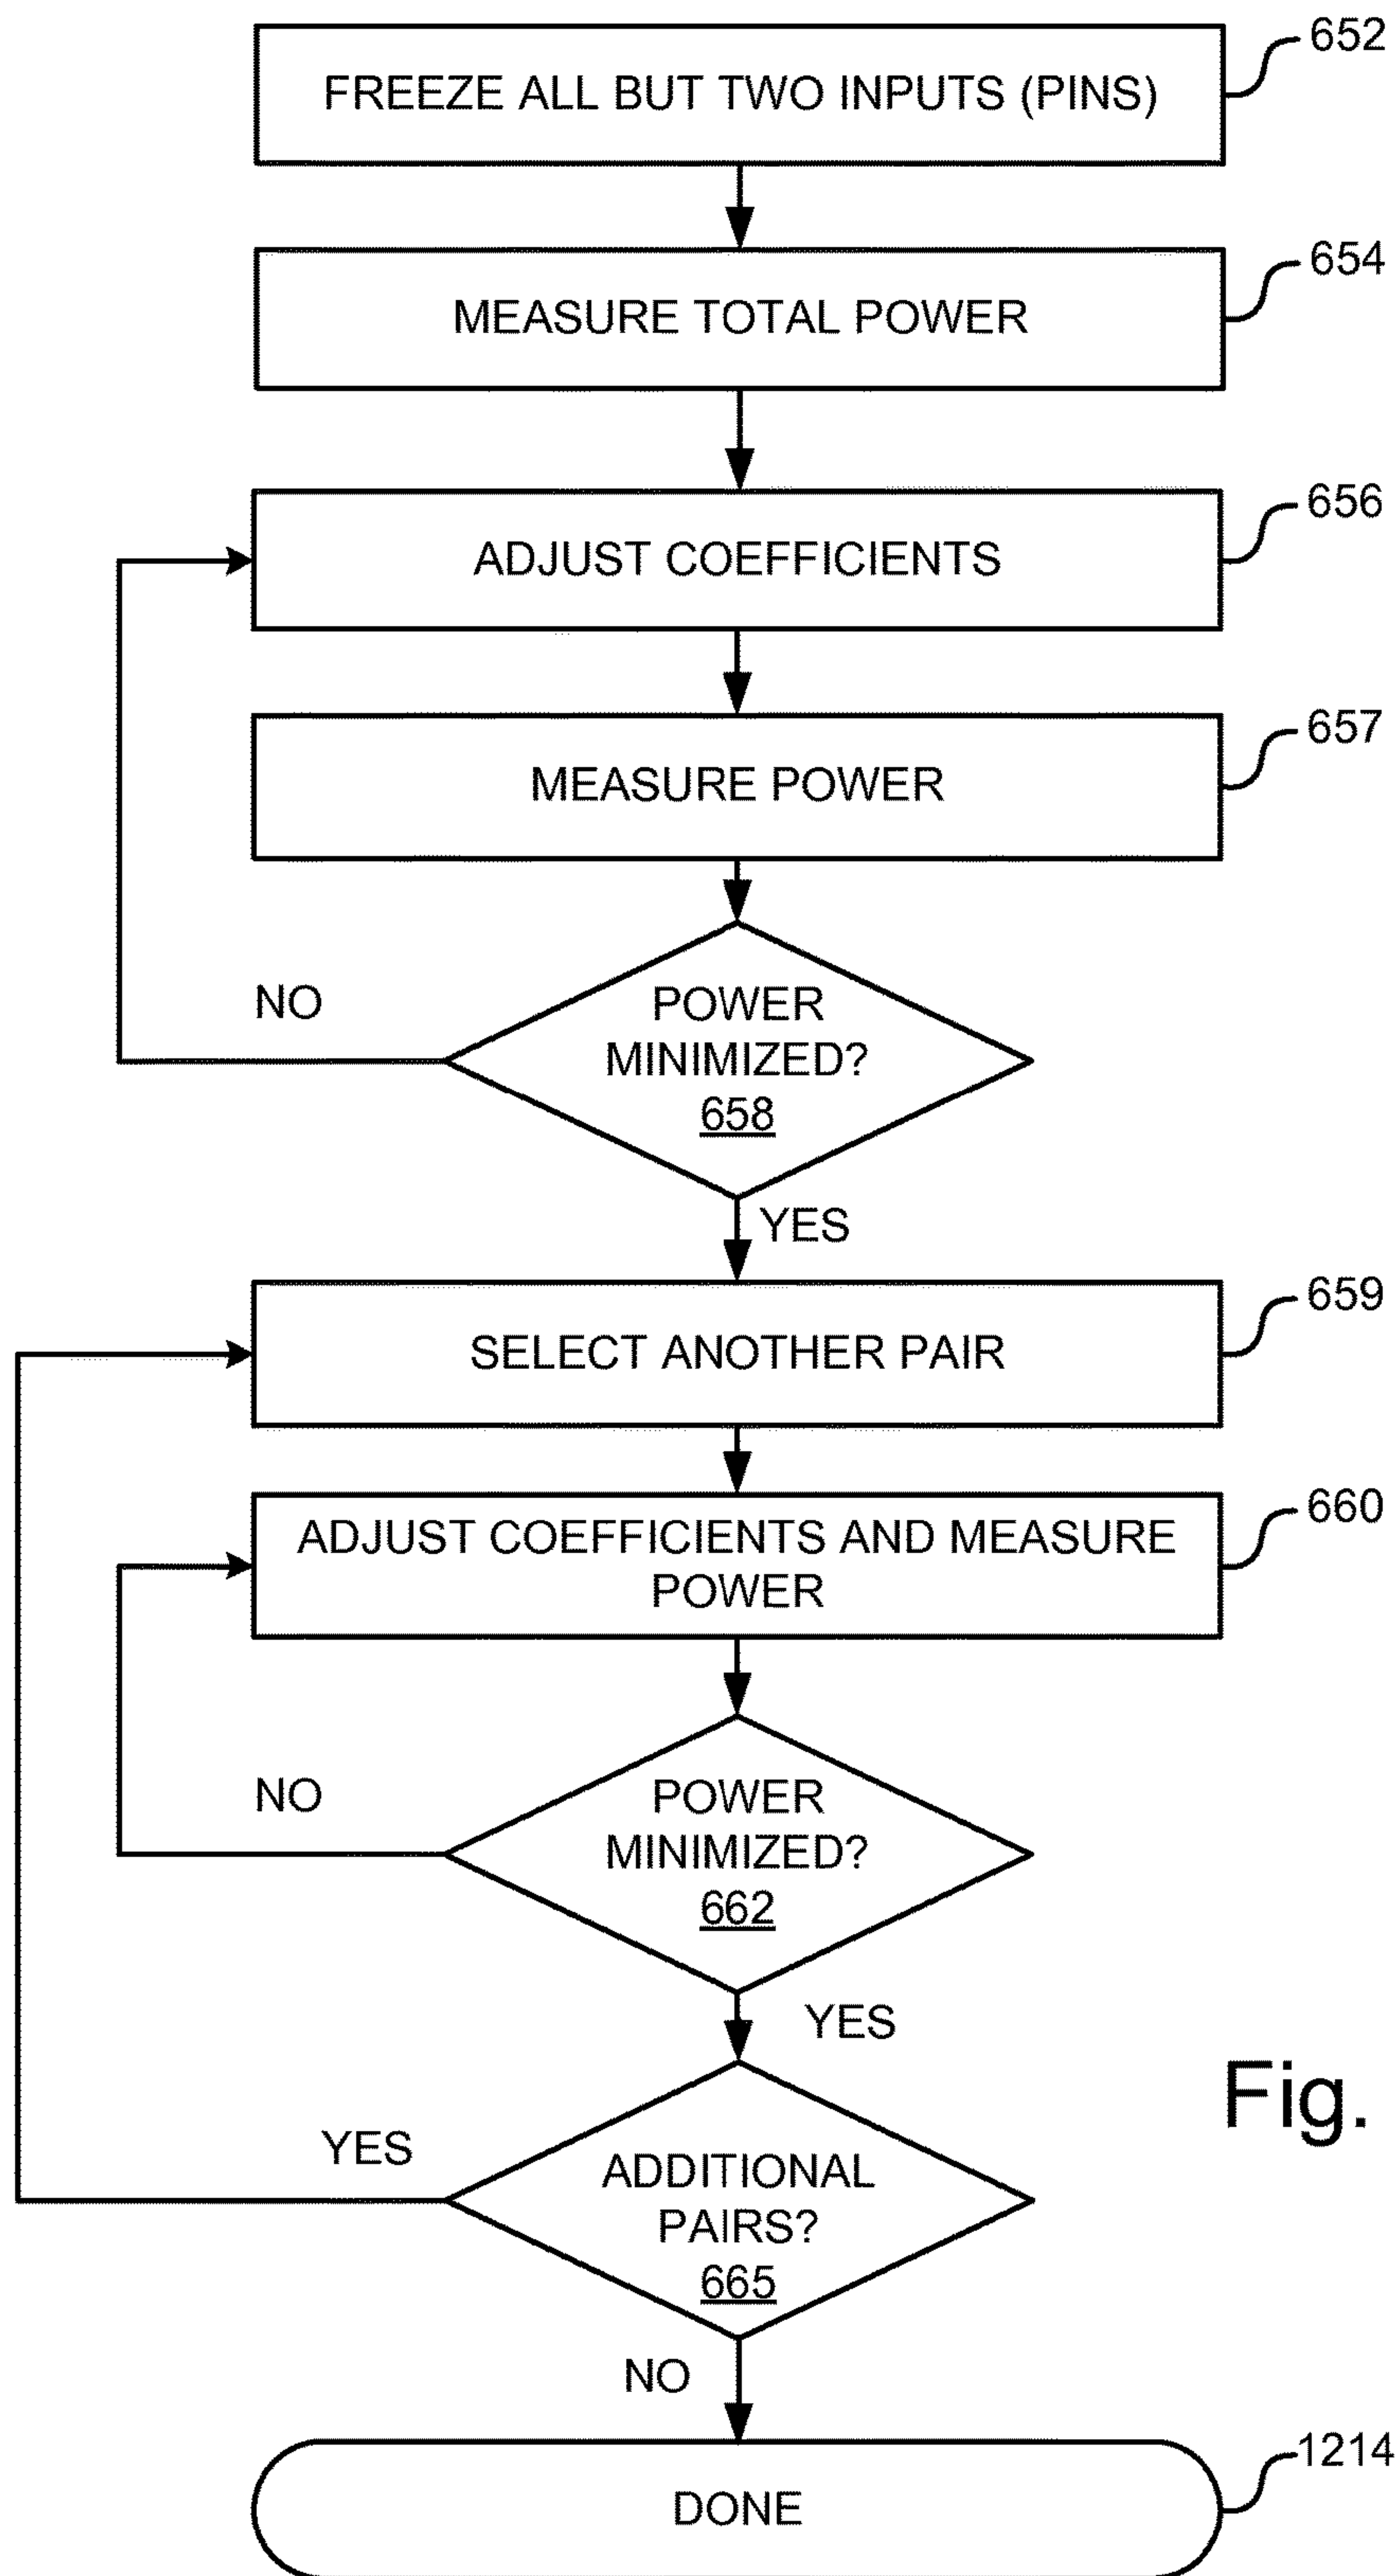 652
FREEZE ALL BUT TWO INPUTS (PINS)
654
MEASURE TOTAL POWER
656
ADJUST COEFFICIENTS
657
MEASURE POWER
NO
POWER
MINIMIZED?
658
YES
659
SELECT ANOTHER PAIR
660
ADJUST COEFFICIENTS AND MEASURE
POWER
NO
POWER
MINIMIZED?
662
YES
Fig.
YES
ADDITIONAL
PAIRS?
665
NO
1214
DONE